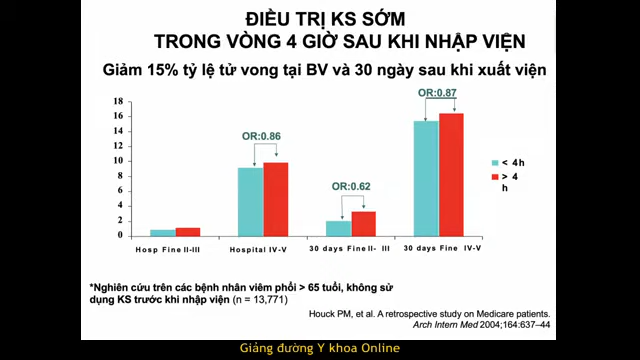 ĐIỀU TRỊ KS SỚM
TRONG VÒNG 4 GIỜ SAU KHI NHẬP VIỆN
Giảm 15% tỷ lệ tử vong tại BV và 30 ngày sau khi xuất viện
18
16
14
12
10
8
6
4
2
0
OR:0.86
OR:0.62
OR:0.87
Hosp Fine II-III
Hospital IV-V
30 days Fine II- III
30 days Fine IV-V
< 4h
> 4
h
*Nghiên cứu trên các bệnh nhân viêm phổi > 65 tuổi, không sử
dụng KS trước khi nhập viện (n = 13,771)
Houck PM, et al. A retrospective study on Medicare patients.
Arch Intern Med 2004;164:637–44
Giảng đường Y khoa Online